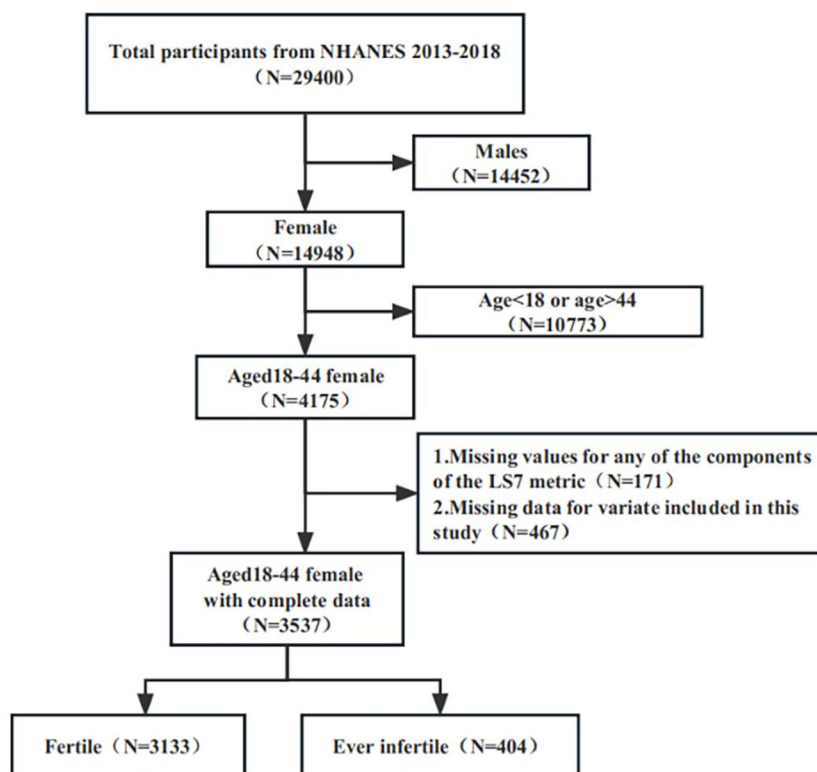 Total participants from NHANES 2013-2018
（N=29400）
Males
（N=14452）
Female
（N=14948）
Age<18 or age>44
（N=10773）
Aged18-44 female
（N=4175）
1.Missing values for any of the components
of the LS7 metric（N=171）
2.Missing data for variate included in this
study（N=467）
Aged18-44 female
with complete data
（N=3537）
Fertile（N=3133）
Ever infertile（N=404）